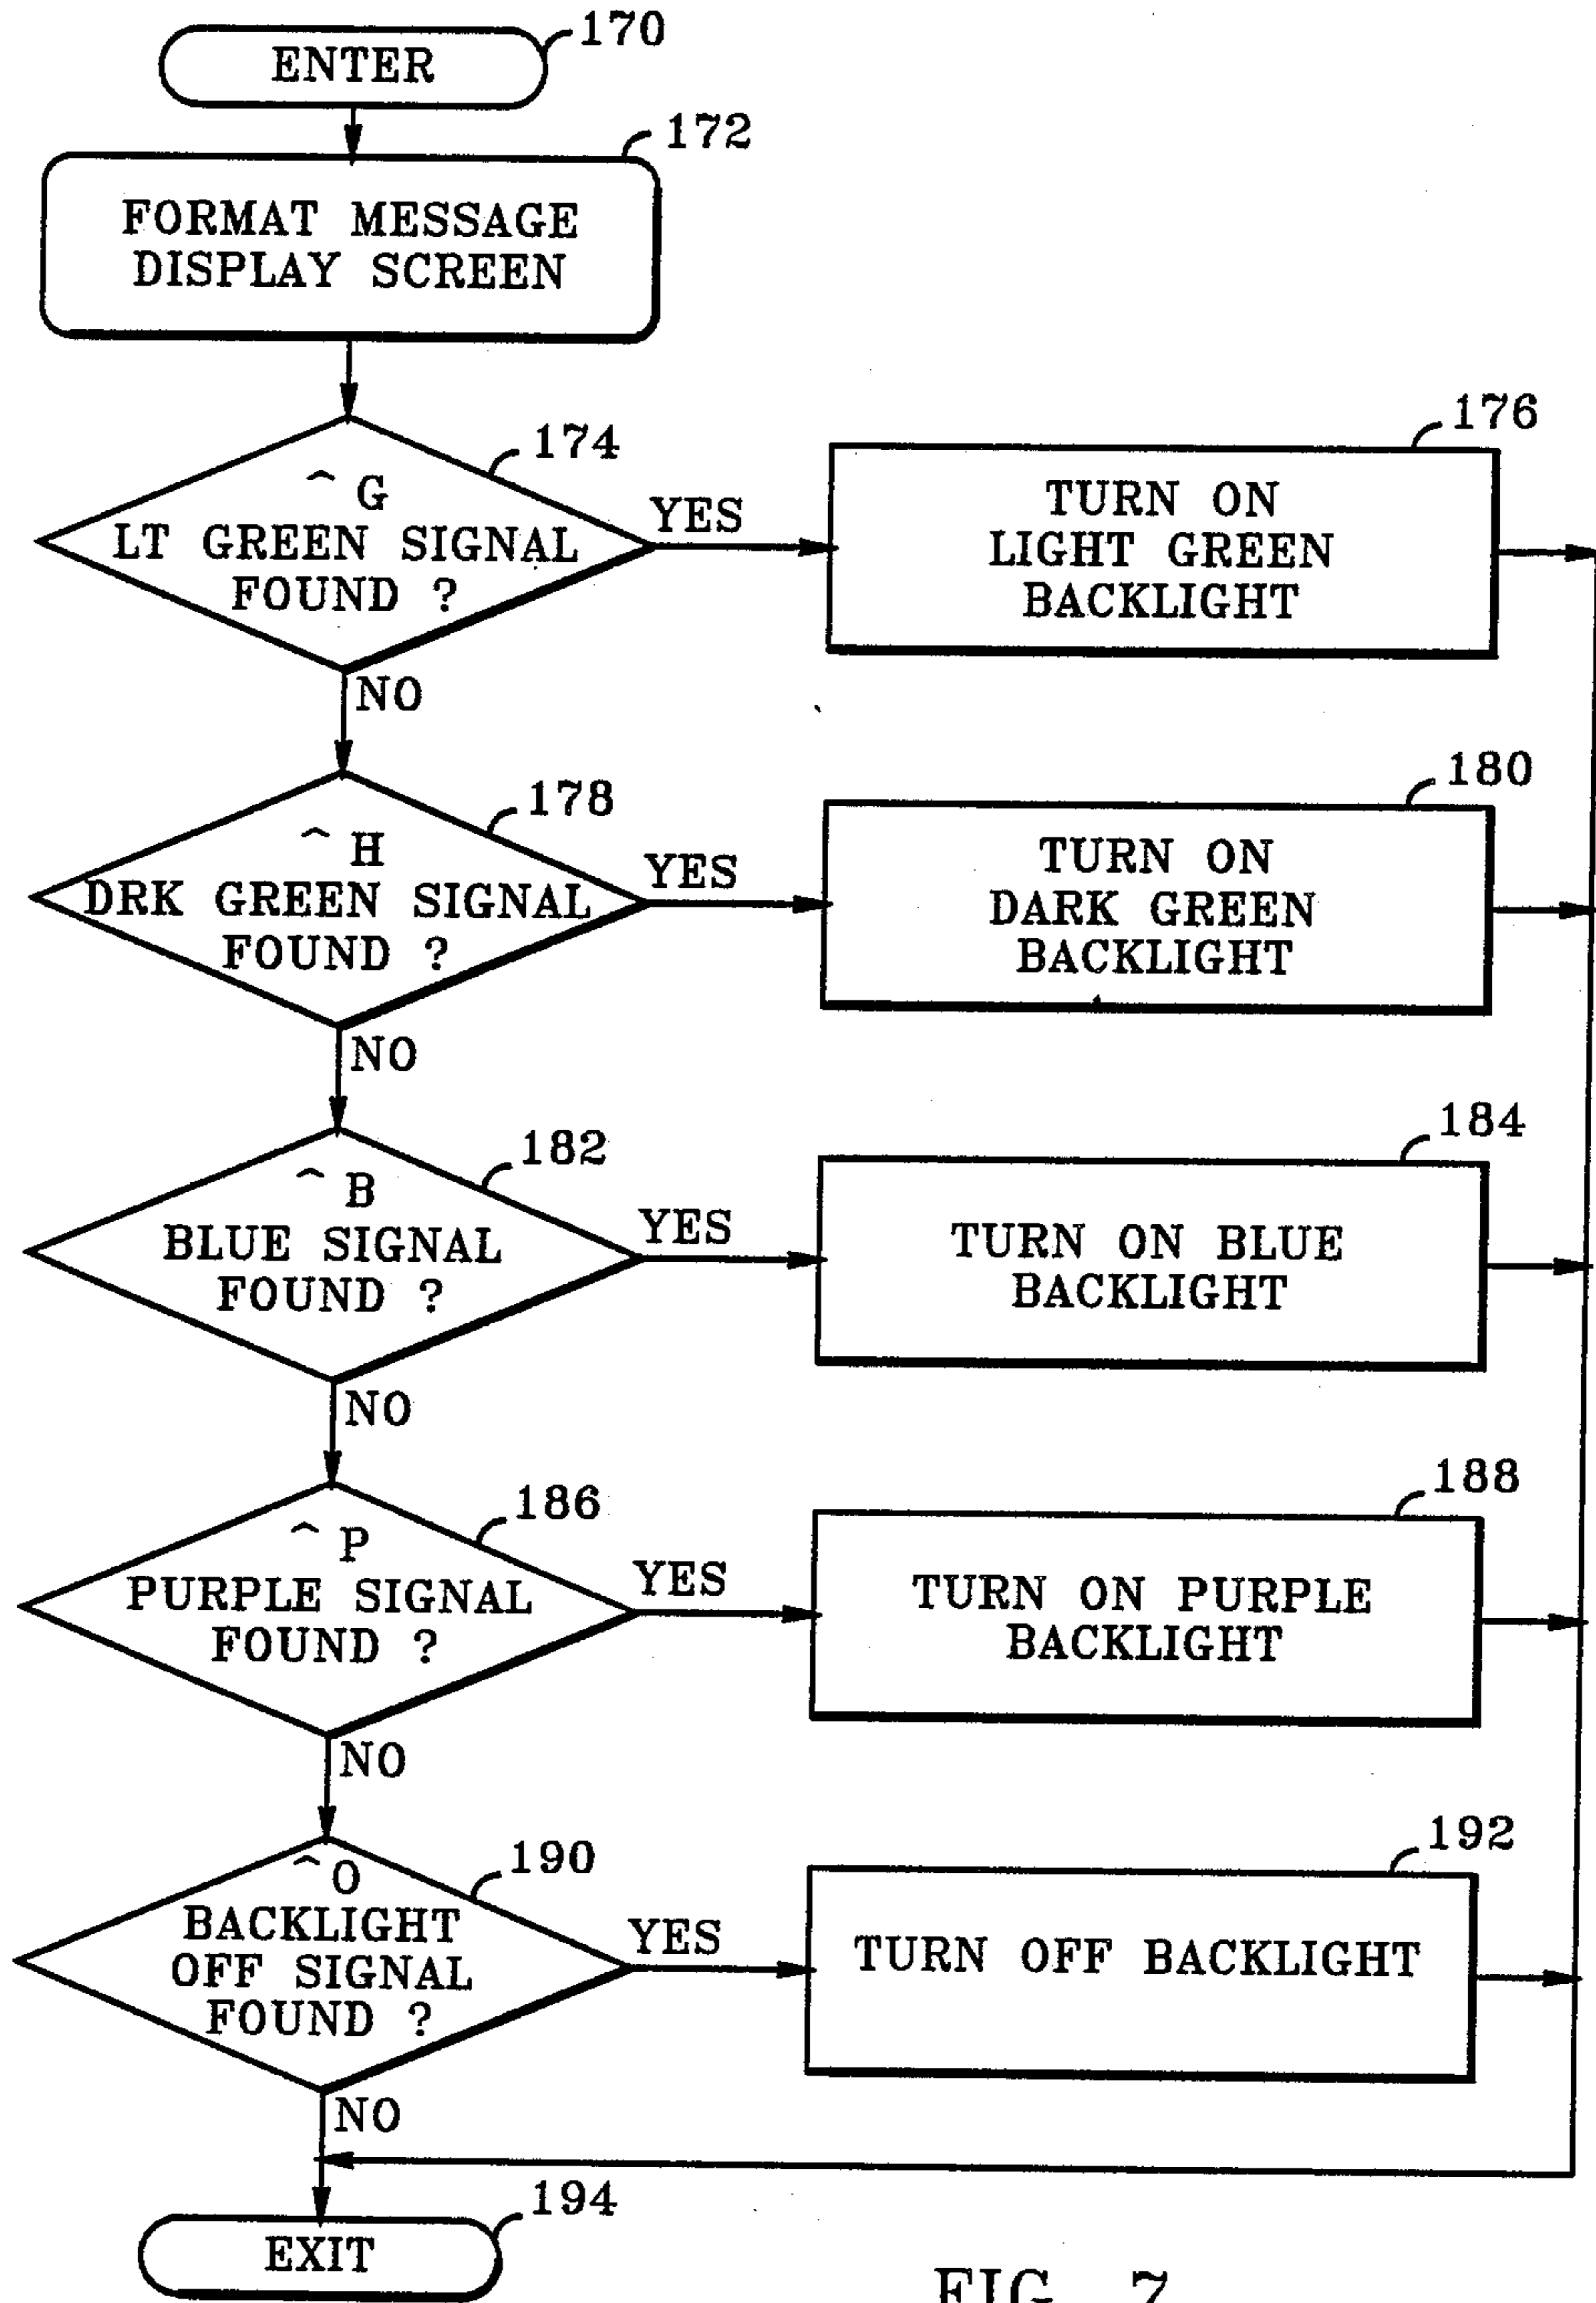 170
ENTER
172
FORMAT MESSAGE
DISPLAY SCREEN
174
^ G
LT GREEN SIGNAL
FOUND ?
YES
176
TURN ON
LIGHT GREEN
BACKLIGHT
NO
178
^ H
DRK GREEN SIGNAL
FOUND ?
YES
180
TURN ON
DARK GREEN
BACKLIGHT
NO
182
^ B
BLUE SIGNAL
FOUND ?
YES
184
TURN ON BLUE
BACKLIGHT
NO
186
^ P
PURPLE SIGNAL
FOUND ?
YES
188
TURN ON PURPLE
BACKLIGHT
NO
190
^ O
BACKLIGHT
OFF SIGNAL
FOUND ?
YES
192
TURN OFF BACKLIGHT
NO
194
EXIT
FIG. 7